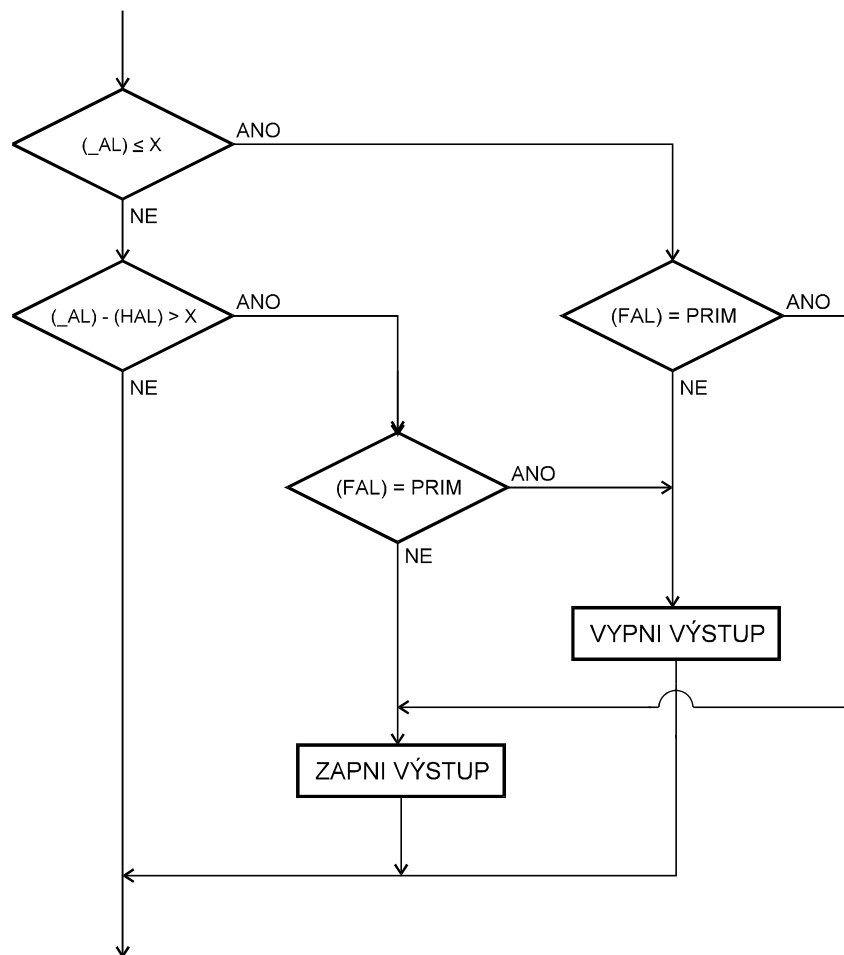 (_AL) ≤ X
ANO
NE
(_AL) - (HAL) > X
ANO
NE
(FAL) = PRIM
ANO
NE
(FAL) = PRIM
ANO
NE
VYPNI VÝSTUP
ZAPNI VÝSTUP